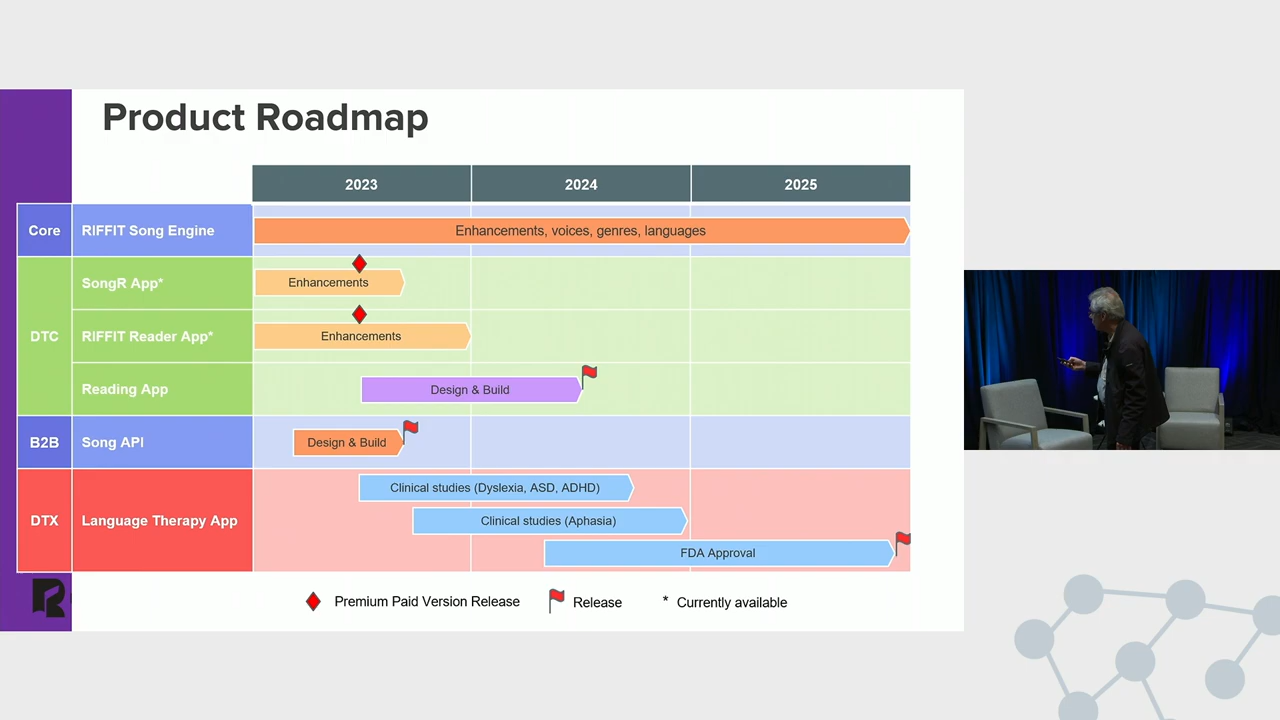 Product Roadmap
2023 2024 2025
Core RIFFIT Song Engine Enhancements, voices, genres, languages
SongR App* Enhancements
DTC RIFFIT Reader App* Enhancements
Reading App Design & Build
B2B Song API Design & Build
Clinical studies (Dyslexia, ASD, ADHD)
DTX Language Therapy App Clinical studies (Aphasia)
FDA Approval
Premium Paid Version Release Release * Currently available